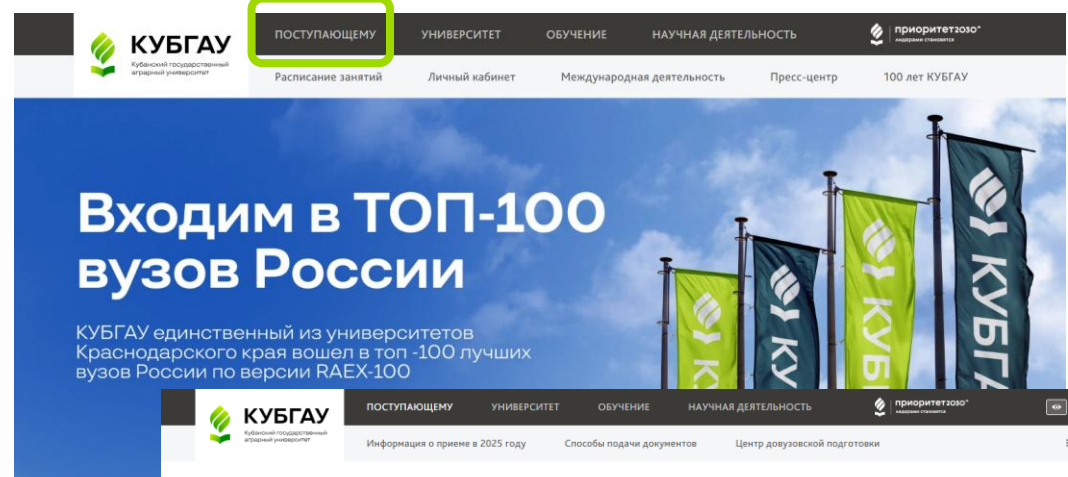 КУБГАУ
Кубанский государственный
аграрный университет
ПОСТУПАЮЩЕМУ УНИВЕРСИТЕТ ОБУЧЕНИЕ НАУЧНАЯ ДЕЯТЕЛЬНОСТЬ
приоритет2030^
лидерами становятся
Расписание занятий Личный кабинет Международная деятельность Пресс-центр 100 лет КУБГАУ
Входим в ТОП-100
вузов России
КУБГАУ единственный из университетов
Краснодарского края вошел в топ -100 лучших
вузов России по версии RAEX-100
КУБГАУ
КУ
КУБГ
КУБГА
КУБГАУ
Кубанский государственный
аграрный университет
ПОСТУПАЮЩЕМУ УНИВЕРСИТЕТ ОБУЧЕНИЕ НАУЧНАЯ ДЕЯТЕЛЬНОСТЬ
приоритет2030^
лидерами становятся
Информация о приеме в 2025 году Способы подачи документов Центр довузовской подготовки